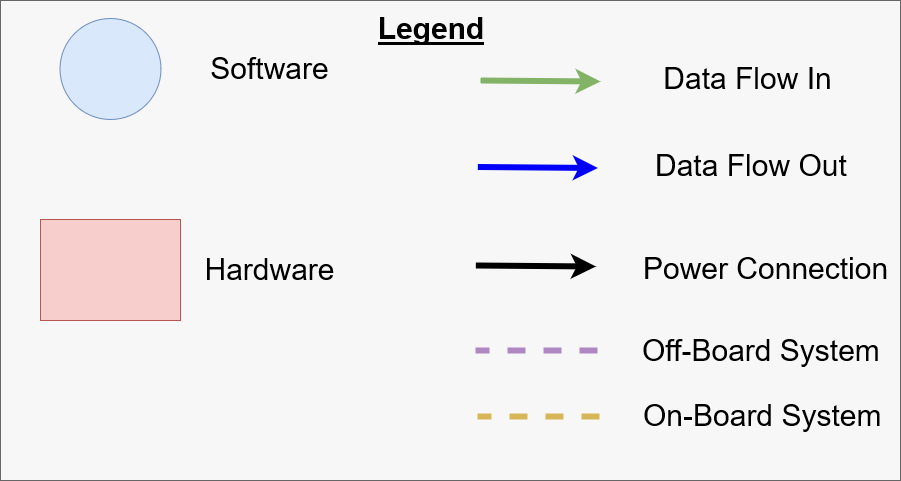 Legend
Software
Data Flow In
Data Flow Out
Hardware
Power Connection
Off-Board System
On-Board System